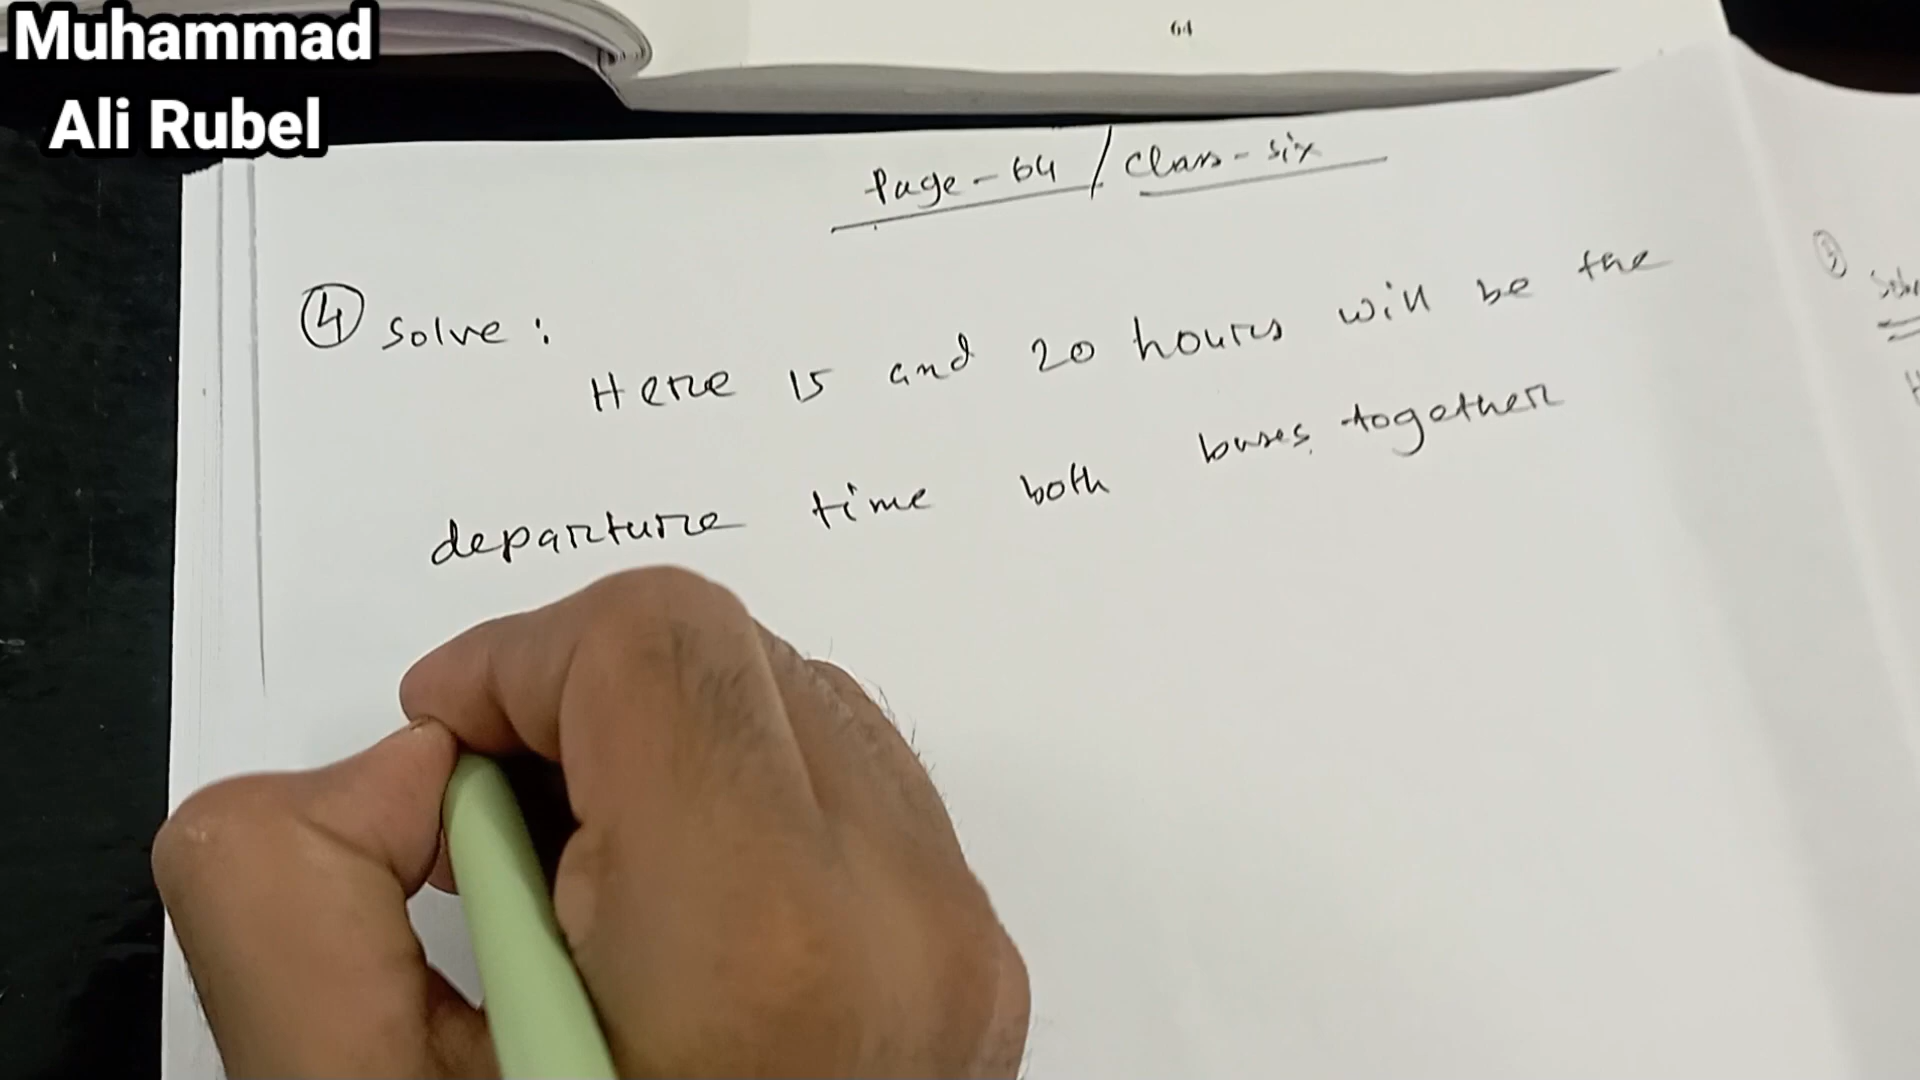 Muhammad
Ali Rubel
64
Page - 64 / Class - six
④ Solve :
Here 15 and 20 hours will be the
departure time both buses together
③